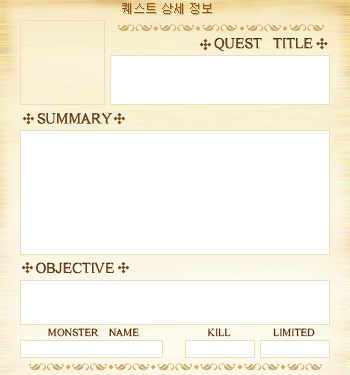 퀘스트 상세 정보
QUEST TITLE
SUMMARY
OBJECTIVE
MONSTER NAME KILL LIMITED